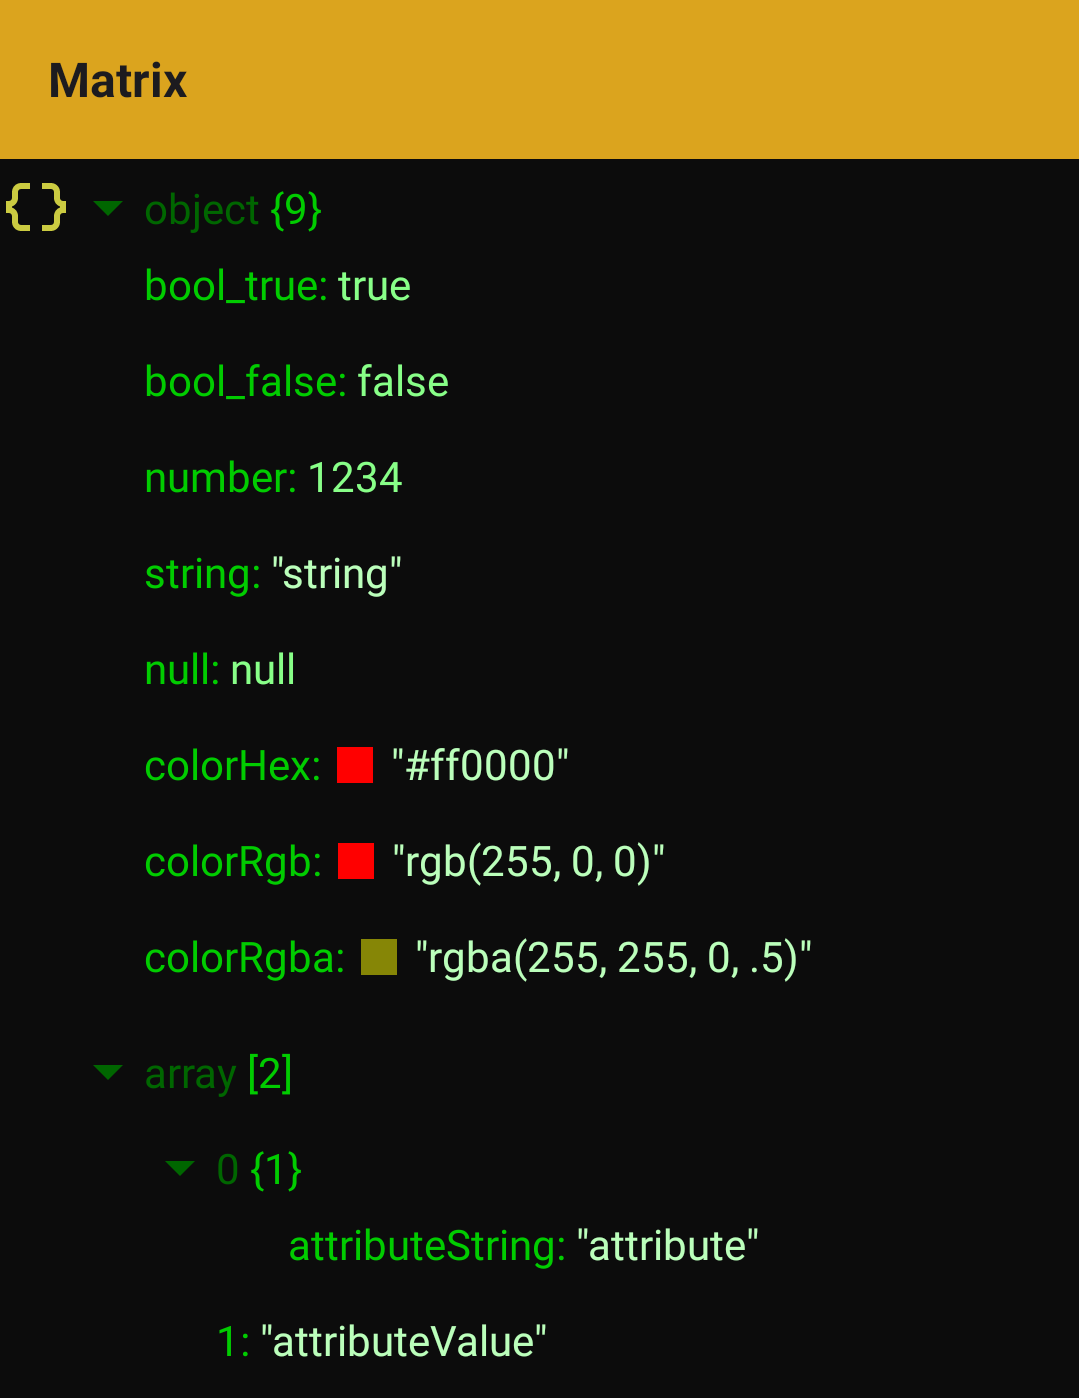 Matrix
{} object {9}
bool_true: true
bool_false: false
number: 1234
string: "string"
null: null
colorHex: "#ff0000"
colorRgb: "rgb(255, 0, 0)"
colorRgba: "rgba(255, 255, 0, .5)"
array [2]
0 {1}
attributeString: "attribute"
1: "attributeValue"